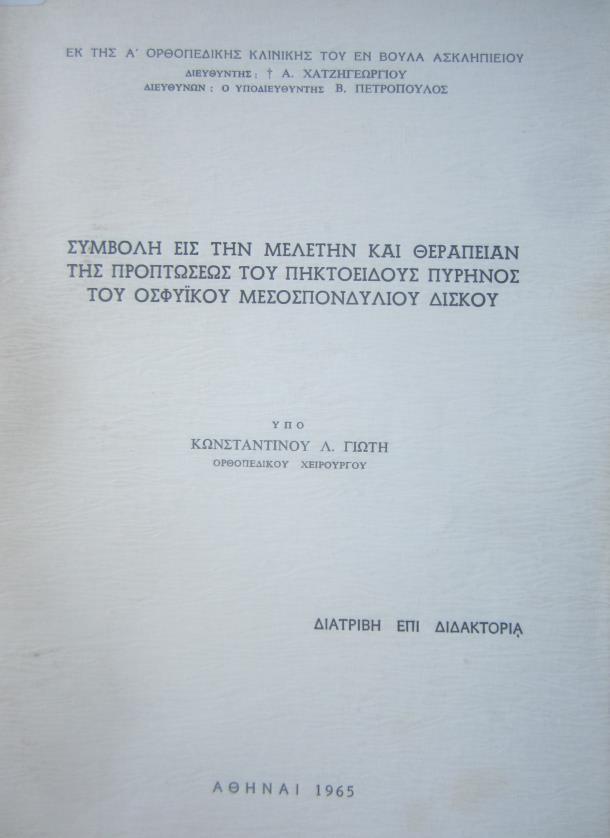 ΕΚ ΤΗΣ Α' ΟΡΘΟΠΕΔΙΚΗΣ ΚΛΙΝΙΚΗΣ ΤΟΥ ΕΝ ΒΟΥΛΑ ΑΣΚΛΗΠΙΕΙΟΥ
ΔΙΕΥΘΥΝΤΗΣ : † Α. ΧΑΤΖΗΓΕΩΡΓΙΟΥ
ΔΙΕΥΘΥΝΩΝ : Ο ΥΠΟΔΙΕΥΘΥΝΤΗΣ Β. ΠΕΤΡΟΠΟΥΛΟΣ
ΣΥΜΒΟΛΗ ΕΙΣ ΤΗΝ ΜΕΛΕΤΗΝ ΚΑΙ ΘΕΡΑΠΕΙΑΝ
ΤΗΣ ΠΡΟΠΤΩΣΕΩΣ ΤΟΥ ΠΗΚΤΟΕΙΔΟΥΣ ΠΥΡΗΝΟΣ
ΤΟΥ ΟΣΦΥΪΚΟΥ ΜΕΣΟΣΠΟΝΔΥΛΙΟΥ ΔΙΣΚΟΥ
ΥΠΟ
ΚΩΝΣΤΑΝΤΙΝΟΥ Λ. ΓΙΩΤΗ
ΟΡΘΟΠΕΔΙΚΟΥ ΧΕΙΡΟΥΡΓΟΥ
ΔΙΑΤΡΙΒΗ ΕΠΙ ΔΙΔΑΚΤΟΡΙᾼ
ΑΘΗΝΑΙ 1965